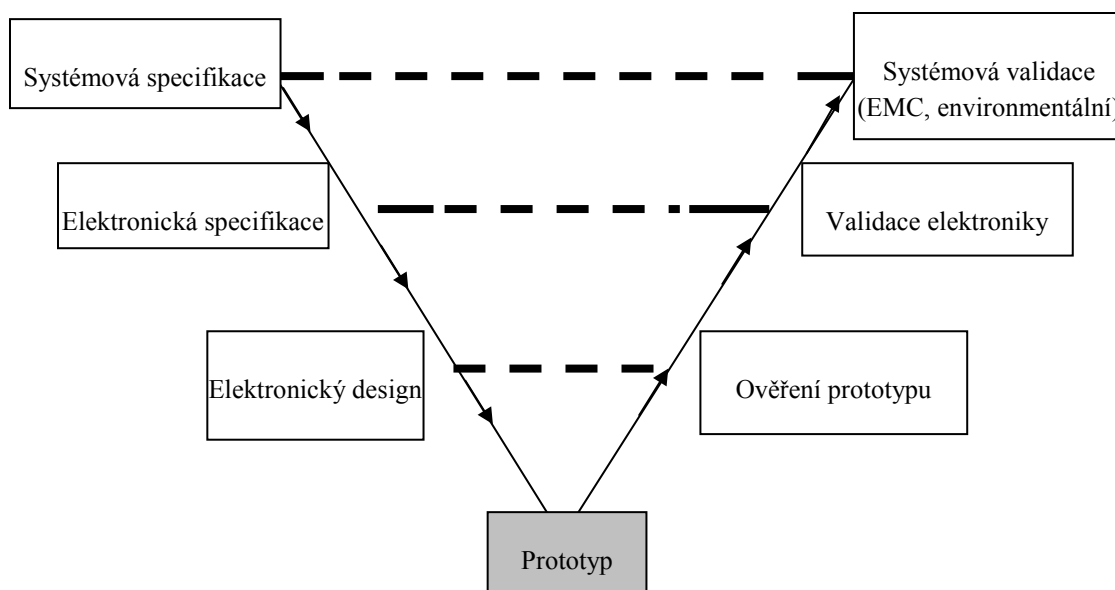 Systémová specifikace
Systémová validace
(EMC, environmentální)
Elektronická specifikace
Validace elektroniky
Elektronický design
Ověření prototypu
Prototyp